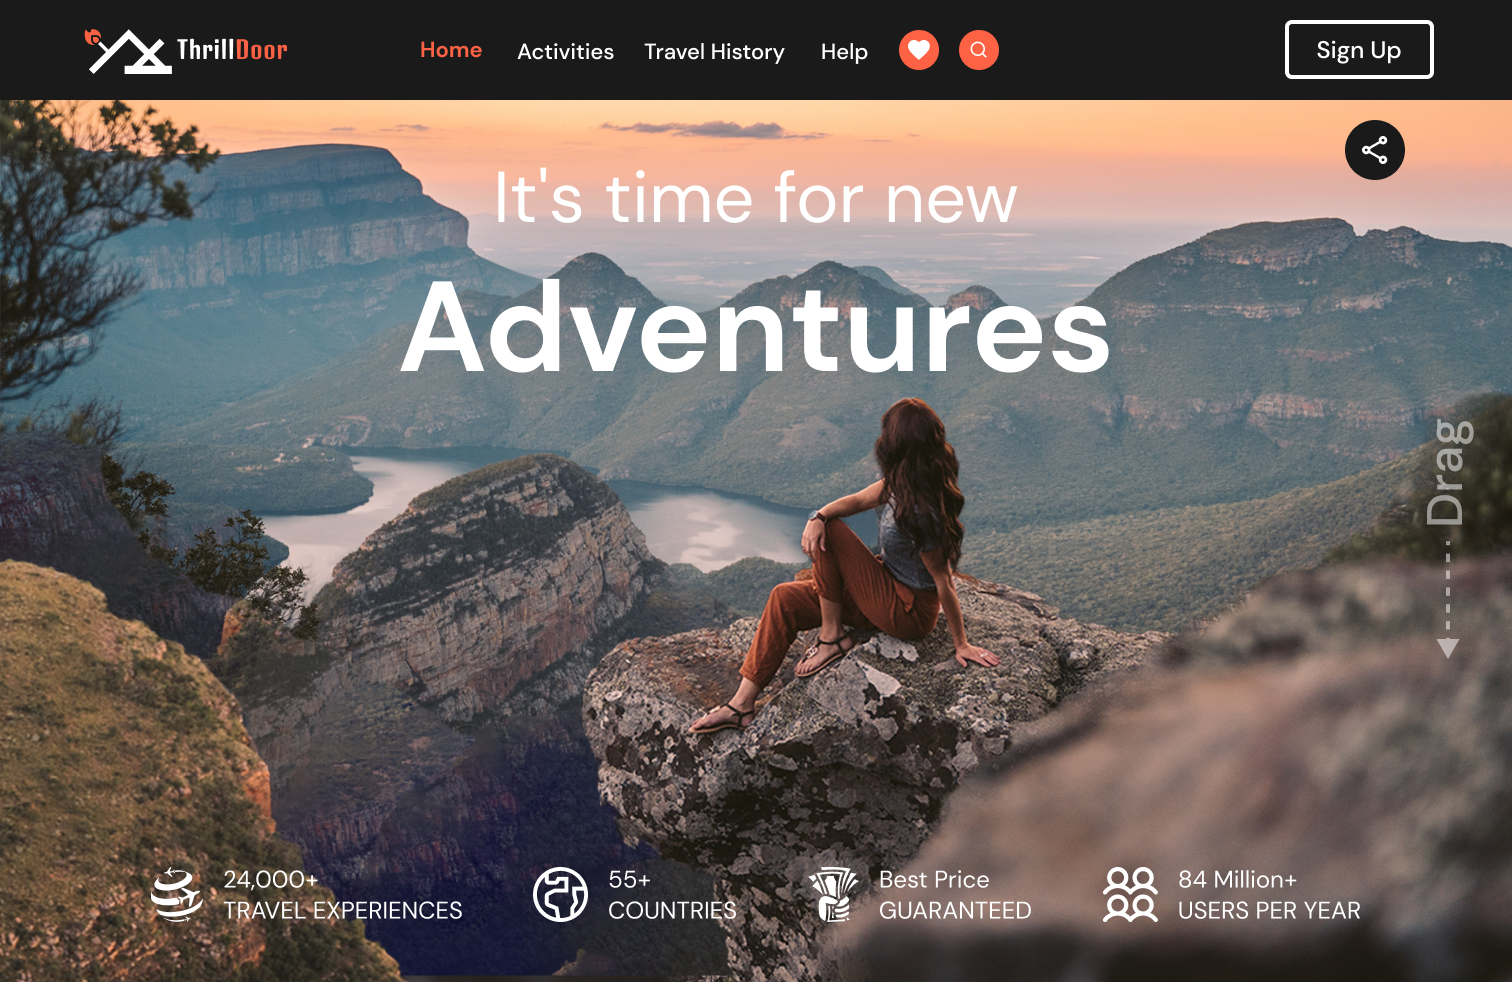 ThrillDoor
Home
Activities
Travel History
Help
Sign Up
It's time for new
Adventures
Drag
24,000+
TRAVEL EXPERIENCES
55+
COUNTRIES
Best Price
GUARANTEED
84 Million+
USERS PER YEAR